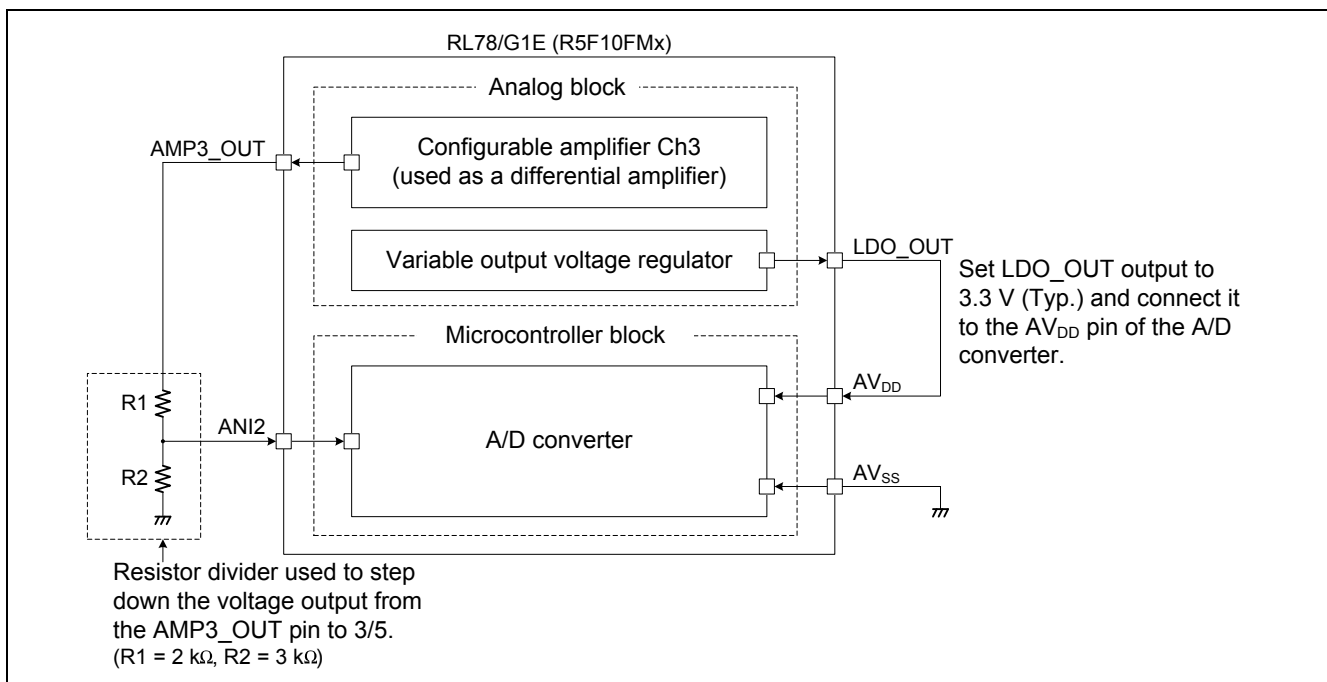 RL78/G1E (R5F10FMx)
Analog block
AMP3_OUT
Configurable amplifier Ch3
(used as a differential amplifier)
LDO_OUT
Variable output voltage regulator
Set LDO_OUT output to
3.3 V (Typ.) and connect it
to the AVDD pin of the A/D
converter.
Microcontroller block
AVDD
R1
ANI2
A/D converter
R2
AVSS
Resistor divider used to step
down the voltage output from
the AMP3_OUT pin to 3/5.
(R1 = 2 kΩ, R2 = 3 kΩ)